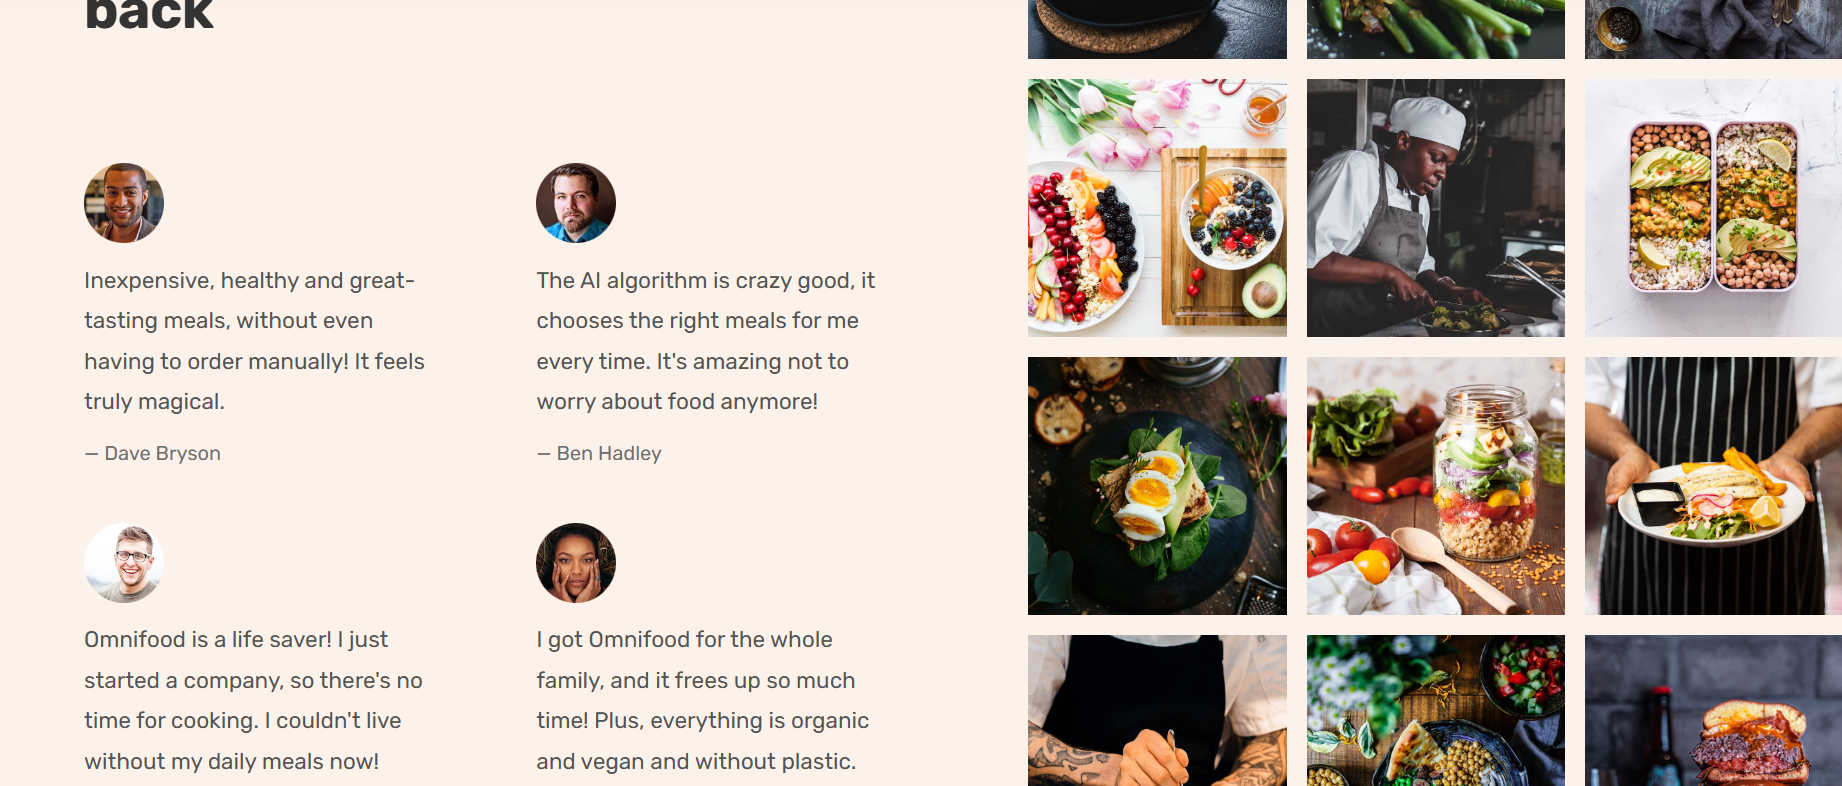 back
Inexpensive, healthy and great-
tasting meals, without even
having to order manually! It feels
truly magical.
— Dave Bryson
The AI algorithm is crazy good, it
chooses the right meals for me
every time. It's amazing not to
worry about food anymore!
— Ben Hadley
Omnifood is a life saver! I just
started a company, so there's no
time for cooking. I couldn't live
without my daily meals now!
I got Omnifood for the whole
family, and it frees up so much
time! Plus, everything is organic
and vegan and without plastic.